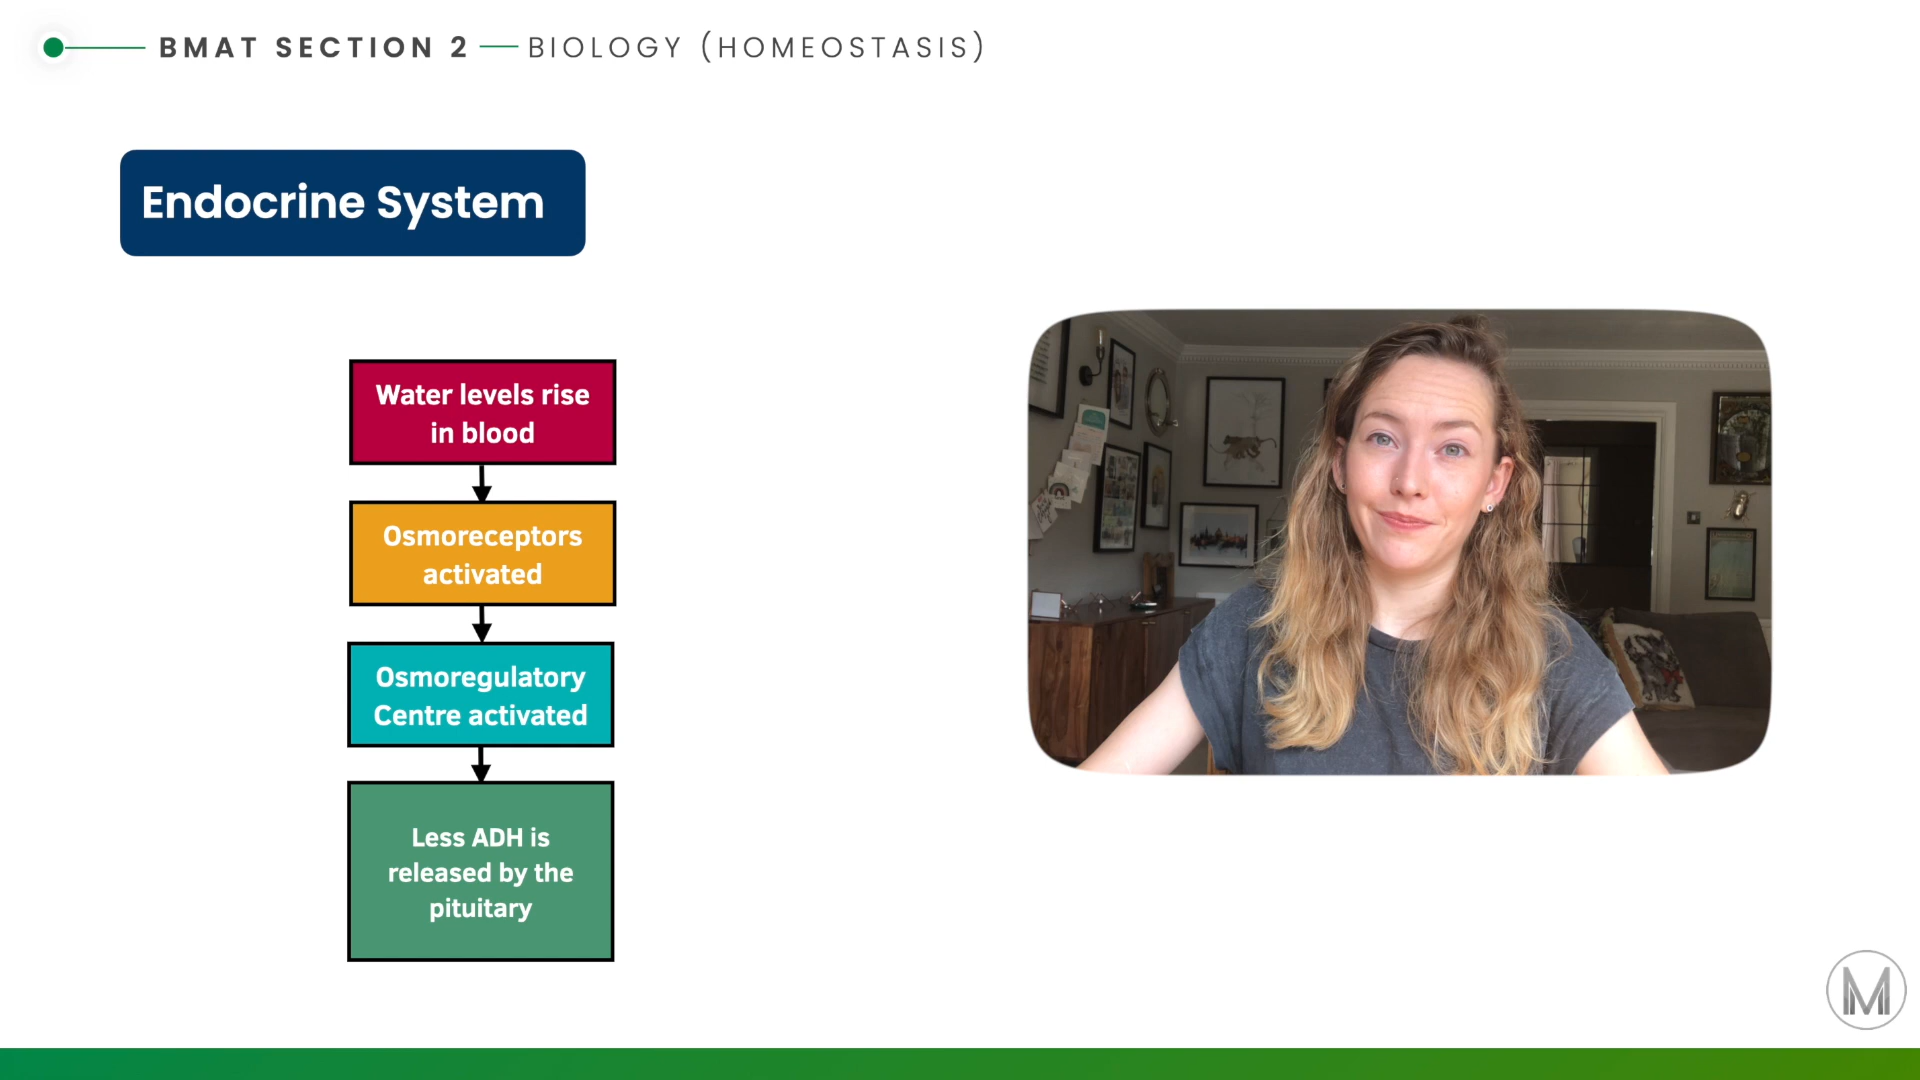 BMAT SECTION 2 — BIOLOGY (HOMEOSTASIS)
Endocrine System
Water levels rise
in blood
Osmoreceptors
activated
Osmoregulatory
Centre activated
Less ADH is
released by the
pituitary
M